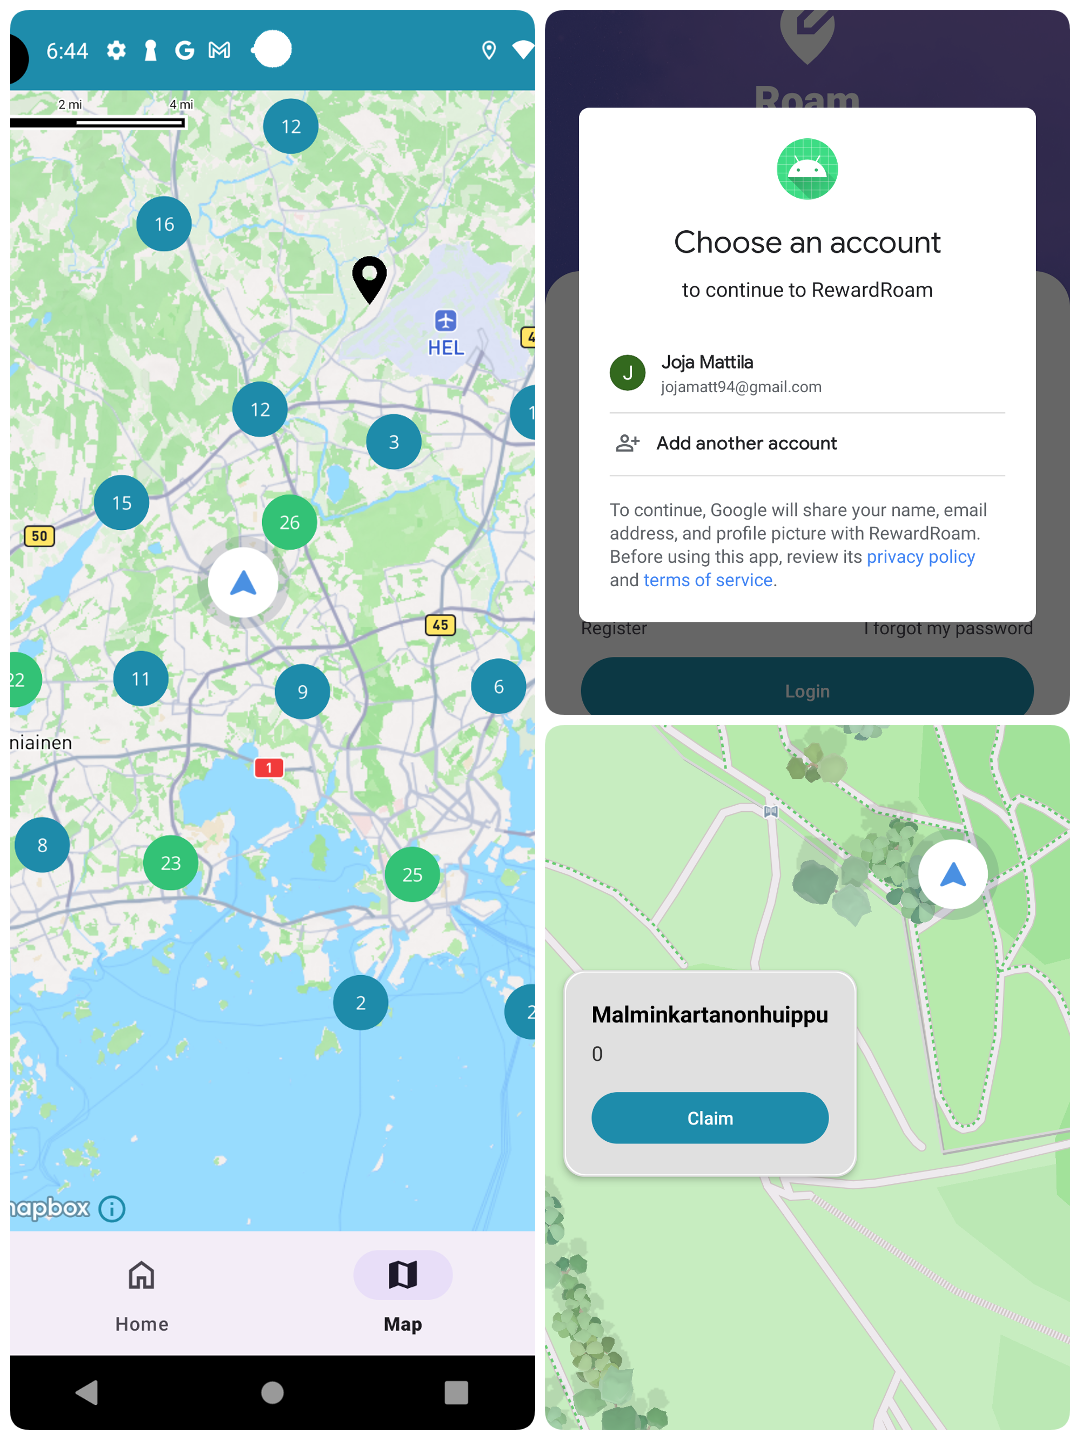 6:44
2 mi
4 mi
12
16
HEL
12
3
15
26
50
45
22
11
9
6
niainen
1
8
23
25
2
2
mapbox
Home
Map
Roam
Choose an account
to continue to RewardRoam
J
Joja Mattila
jojamatt94@gmail.com
Add another account
To continue, Google will share your name, email
address, and profile picture with RewardRoam.
Before using this app, review its privacy policy
and terms of service.
Register
I forgot my password
Login
Malminkartanonhuippu
0
Claim